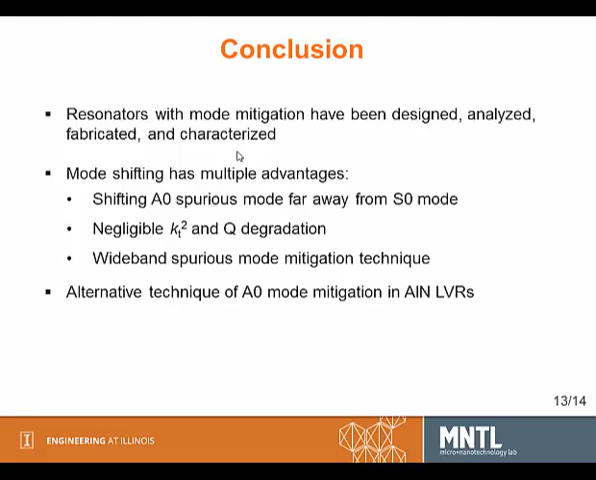 Conclusion
▪ Resonators with mode mitigation have been designed, analyzed,
fabricated, and characterized
▪ Mode shifting has multiple advantages:
• Shifting A0 spurious mode far away from S0 mode
• Negligible kt² and Q degradation
• Wideband spurious mode mitigation technique
▪ Alternative technique of A0 mode mitigation in AlN LVRs
13/14
I ENGINEERING AT ILLINOIS
MNTL
micro+nanotechnology lab